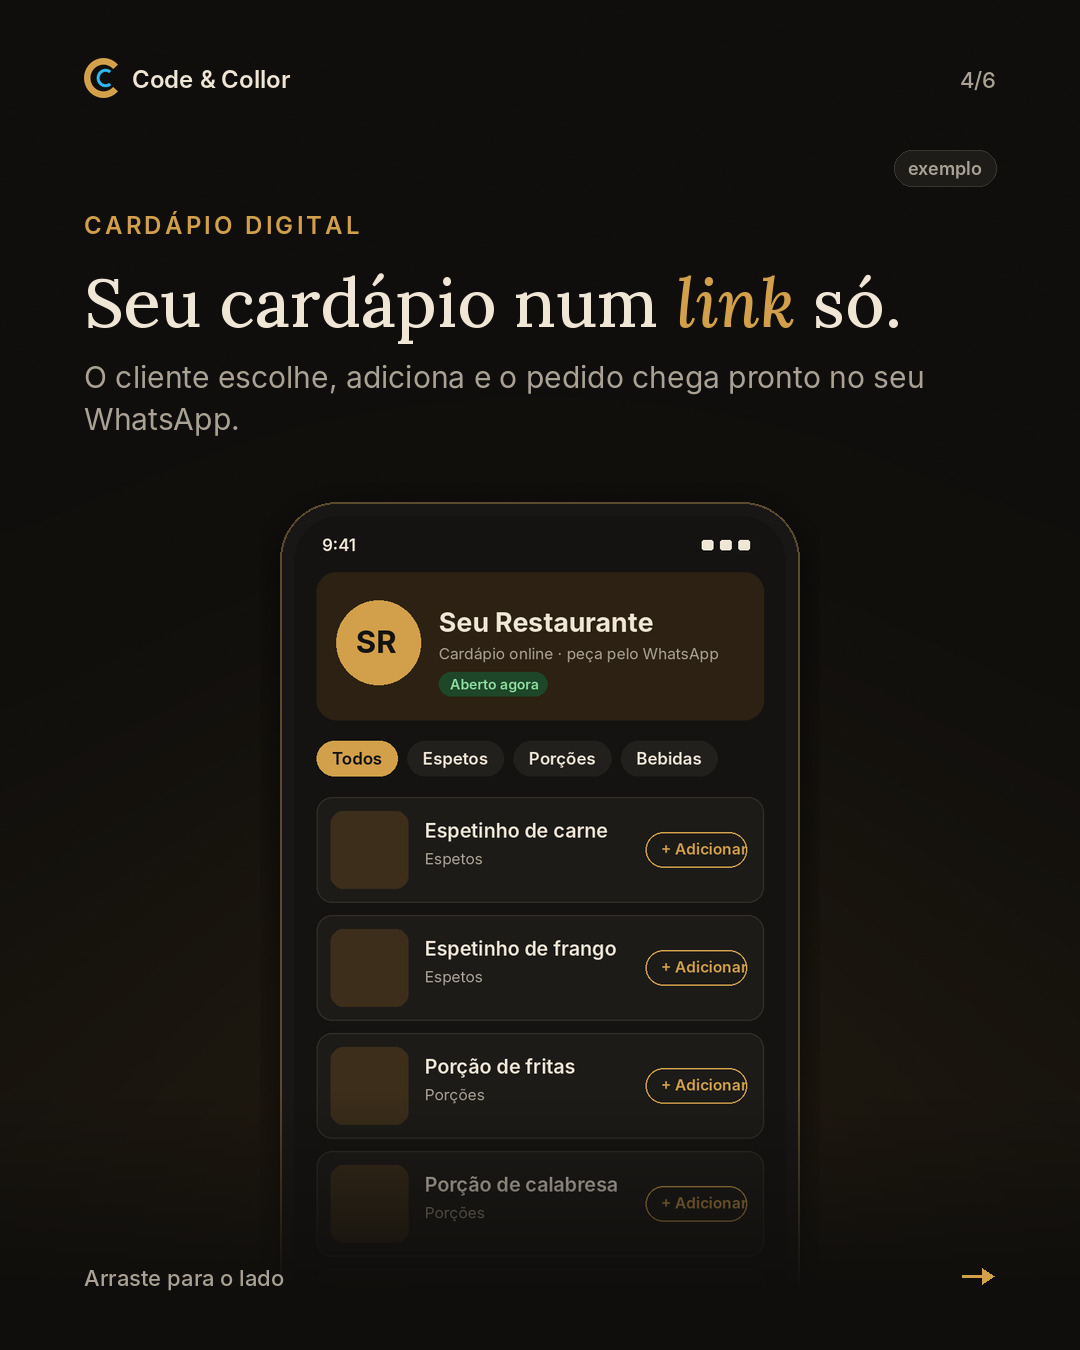 Code & Collor
4/6
exemplo
CARDÁPIO DIGITAL
Seu cardápio num link só.
O cliente escolhe, adiciona e o pedido chega pronto no seu
WhatsApp.
9:41
SR
Seu Restaurante
Cardápio online · peça pelo WhatsApp
Aberto agora
Todos
Espetos
Porções
Bebidas
Espetinho de carne
Espetos
+ Adicionar
Espetinho de frango
Espetos
+ Adicionar
Porção de fritas
Porções
+ Adicionar
Porção de calabresa
Porções
+ Adicionar
Arraste para o lado